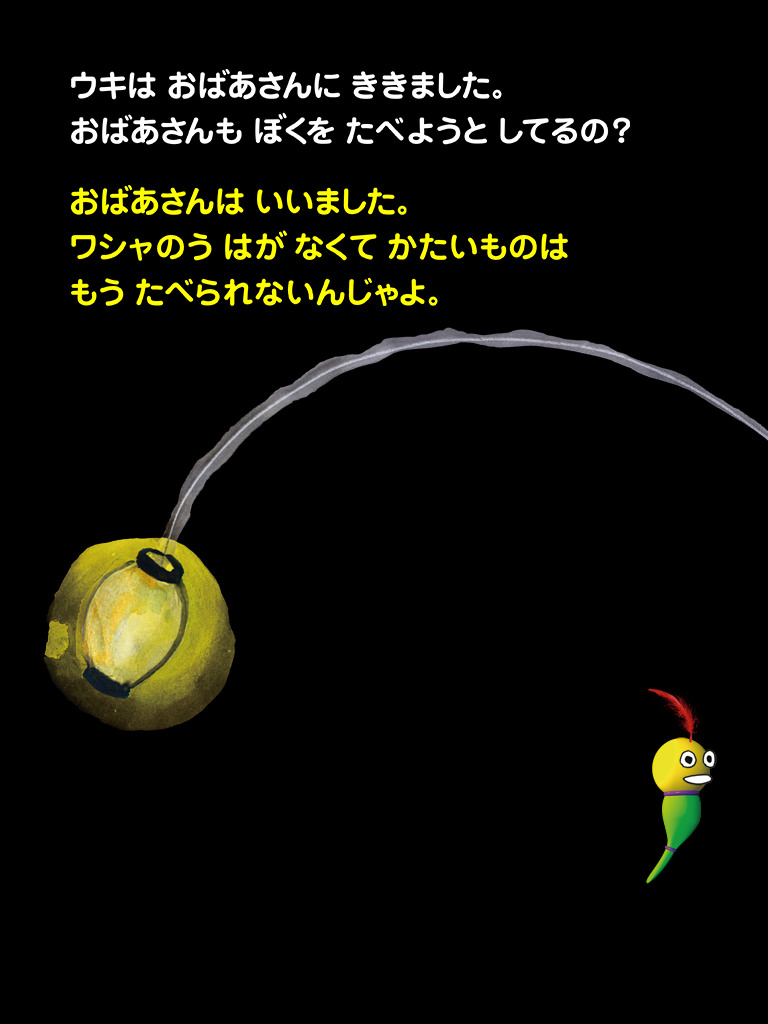 ウキは おばあさんに ききました。
おばあさんも ぼくを たべようと してるの？
おばあさんは いいました。
ワシャのう はが なくて かたいものは
もう たべられないんじゃよ。